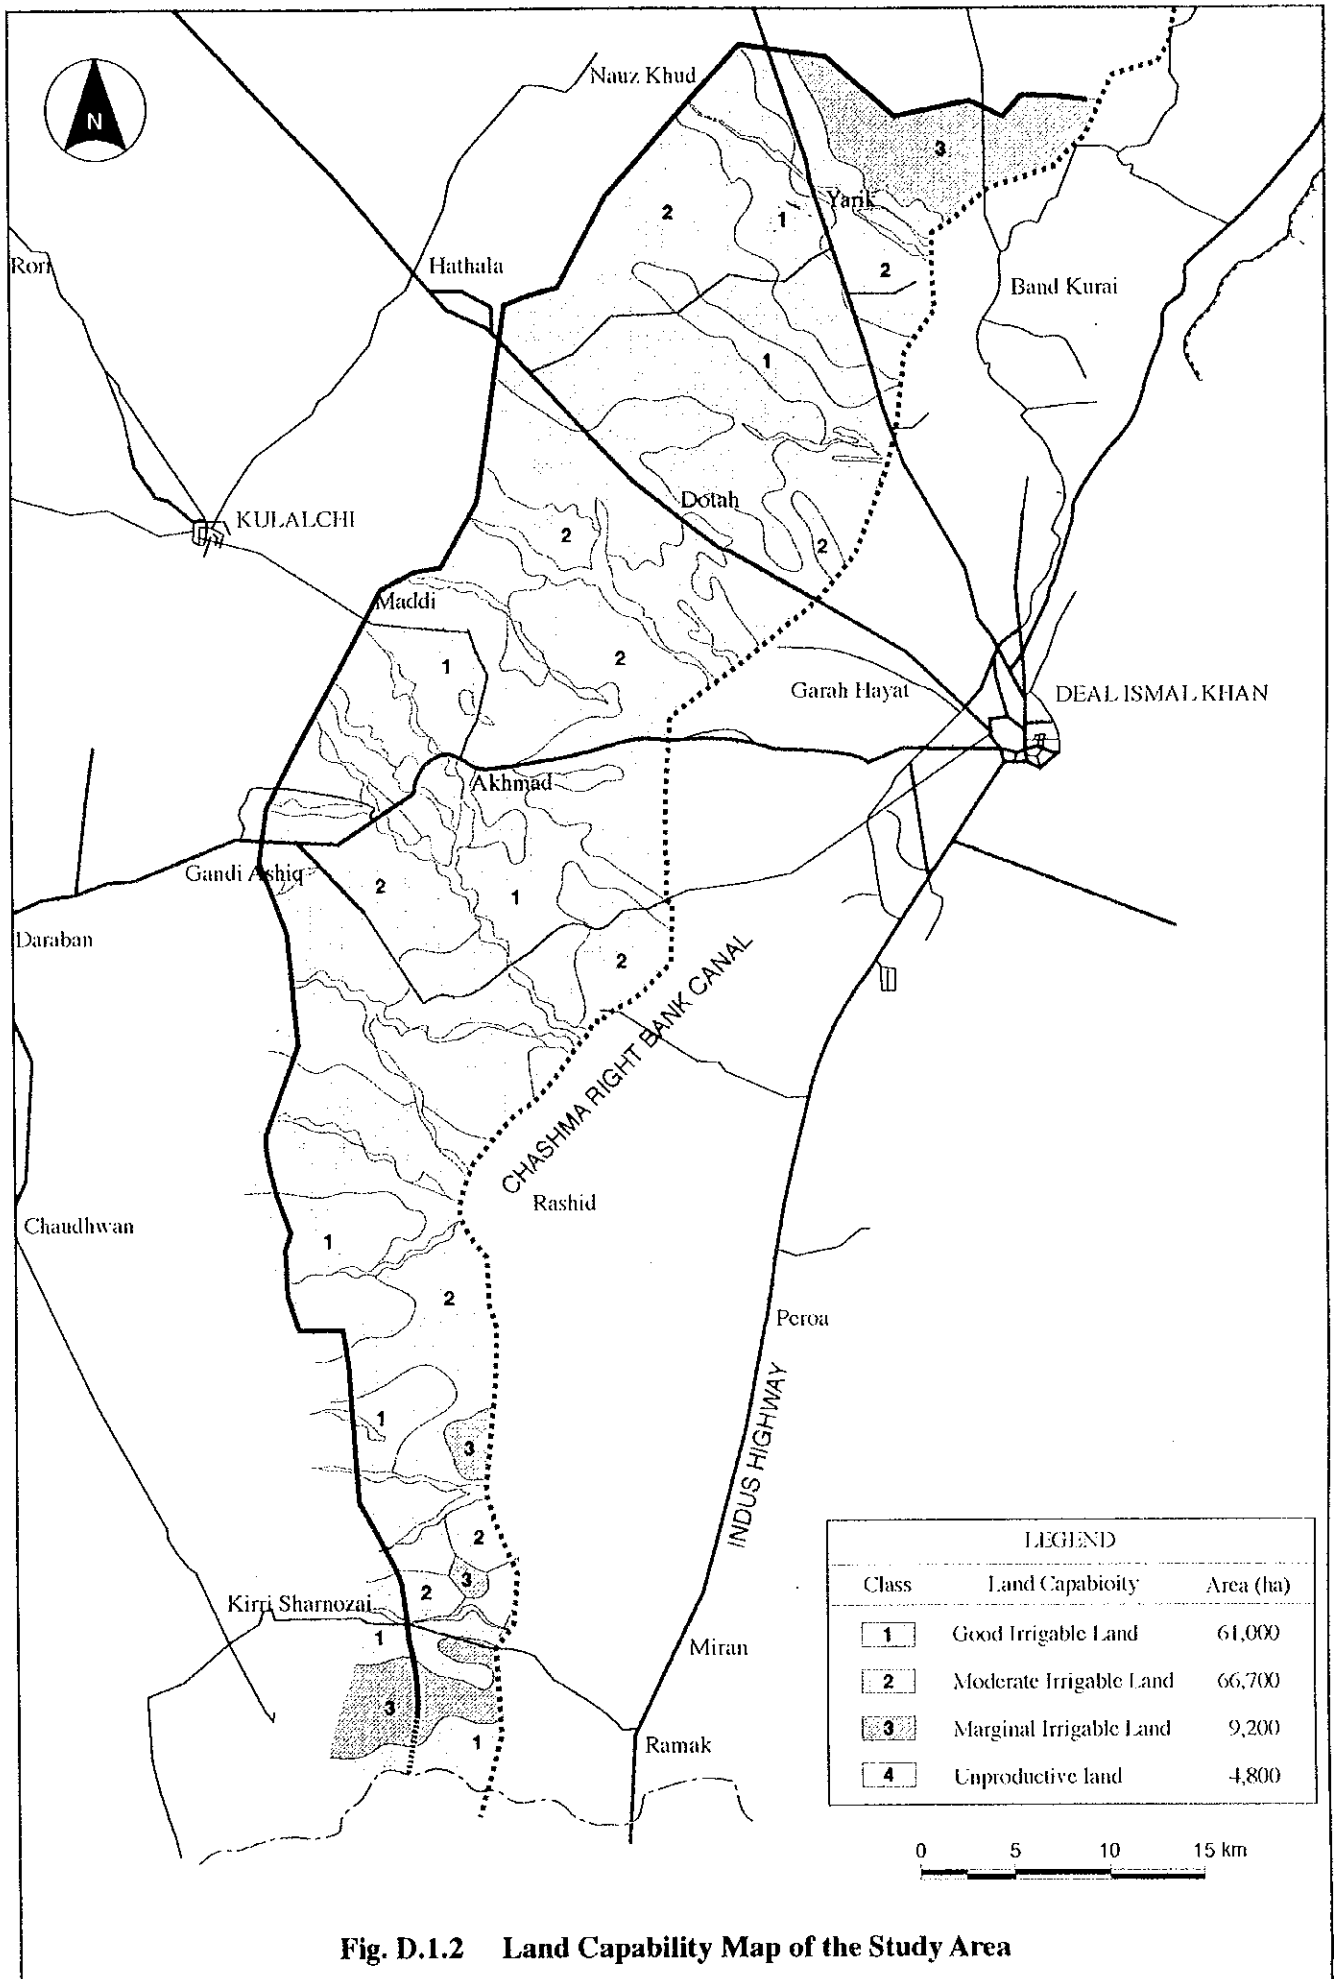 N
Nauz Khud
3
2
1
Yarik
Rori
Hathala
2
Band Kurai
1
KULALCHI
Dotah
2
2
Maddi
1
2
Garah Hayat
DEAL ISMAL KHAN
Akhmad
Gandi Ashiq
2
1
Daraban
2
CHASHMA RIGHT BANK CANAL
Rashid
Chaudhwan
1
2
Peroa
INDUS HIGHWAY
1
3
2
3
2
Kirri Sharnozai
1
Miran
3
1
Ramak
LEGEND
Class Land Capabioity Area (ha)
1 Good Irrigable Land 61,000
2 Moderate Irrigable Land 66,700
3 Marginal Irrigable Land 9,200
4 Unproductive land 4,800
0 5 10 15 km
Fig. D.1.2 Land Capability Map of the Study Area